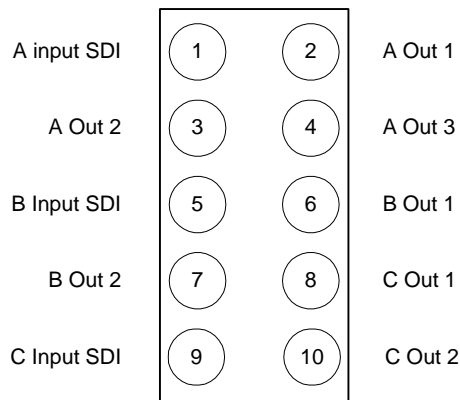 A input SDI 1 2 A Out 1
A Out 2 3 4 A Out 3
B Input SDI 5 6 B Out 1
B Out 2 7 8 C Out 1
C Input SDI 9 10 C Out 2